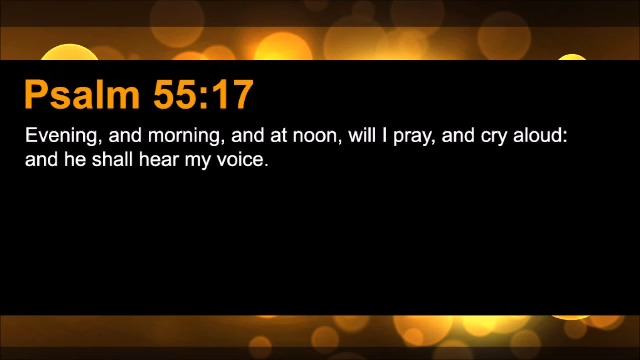 Psalm 55:17
Evening, and morning, and at noon, will I pray, and cry aloud:
and he shall hear my voice.